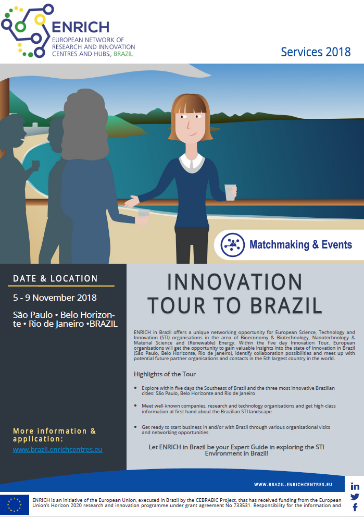 ENRICH
EUROPEAN NETWORK OF
RESEARCH AND INNOVATION
CENTRES AND HUBS, BRAZIL
Services 2018
Matchmaking & Events
DATE & LOCATION
5 - 9 November 2018
São Paulo • Belo Horizon-
te • Rio de Janeiro •BRAZIL
INNOVATION
TOUR TO BRAZIL
ENRICH in Brazil offers a unique networking opportunity for European Science, Technology and
Innovation (STI) organisations in the area of Bioeconomy & Biotechnology, Nanotechnology &
Material Science and (Renewable) Energy. Within the five day Innovation Tour, European
organisations will get the opportunity to gain valuable insights into the state of innovation in Brazil
(São Paulo, Belo Horizonte, Rio de Janeiro), identify collaboration possibilities and meet up with
potential future partner organisations and contacts in the 5th largest country in the world.
Highlights of the Tour
• Explore within five days the Southeast of Brazil and the three most innovative Brazilian
cities: São Paulo, Belo Horizonte and Rio de Janeiro
• Meet well-known companies, research and technology organisations and get high-class
information at first hand about the Brazilian STI landscape
• Get ready to start business in and/or with Brazil through various organisational visits
and networking opportunities
Let ENRICH in Brazil be your Expert Guide in exploring the STI
Environment in Brazil!
More information &
application:
www.brazil.enrichcentres.eu
WWW.BRAZIL.ENRICHCENTRES.EU
in
f
ENRICH is an initiative of the European Union, executed in Brazil by the CEBRABIC Project, that has received funding from the European
Union's Horizon 2020 research and innovation programme under grant agreement No 733531. Responsibility for the information and